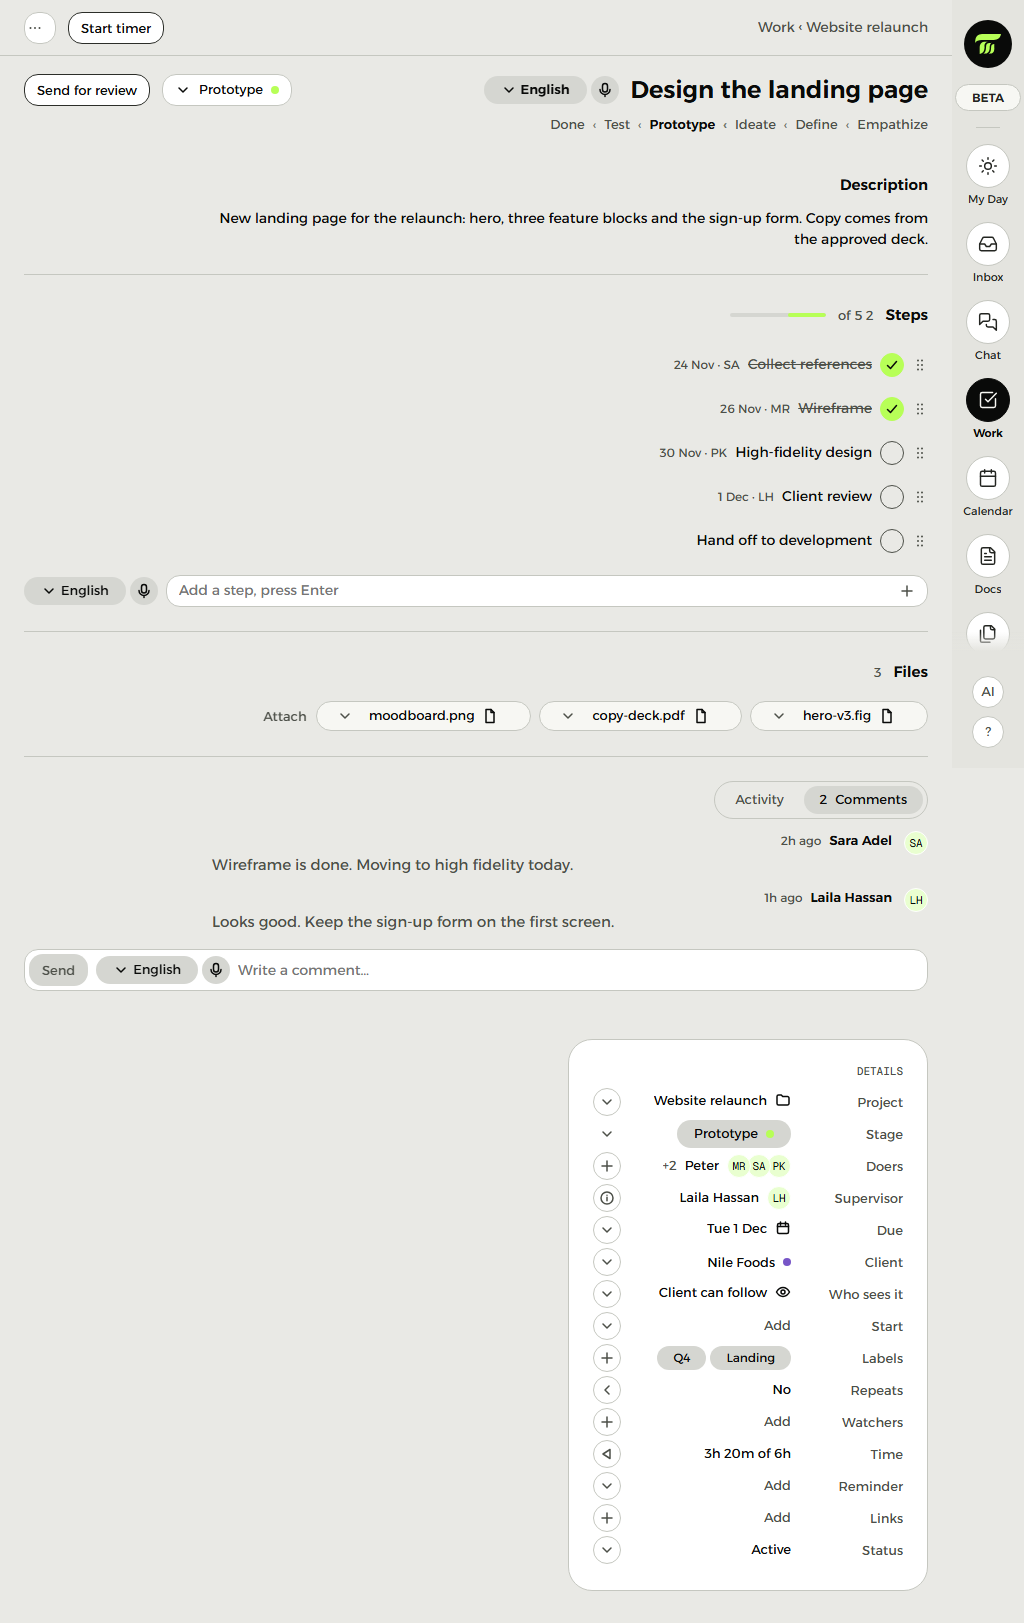 Start timer
Work ‹ Website relaunch
BETA
My Day
Inbox
Chat
Work
Calendar
Docs
AI
?
Send for review
Prototype
English
Design the landing page
Done ‹ Test ‹ Prototype ‹ Ideate ‹ Define ‹ Empathize
Description
New landing page for the relaunch: hero, three feature blocks and the sign-up form. Copy comes from
the approved deck.
of 5 2 Steps
24 Nov · SA Collect references
26 Nov · MR Wireframe
30 Nov · PK High-fidelity design
1 Dec · LH Client review
Hand off to development
English
Add a step, press Enter
3 Files
Attach
moodboard.png
copy-deck.pdf
hero-v3.fig
Activity
2 Comments
2h ago Sara Adel SA
Wireframe is done. Moving to high fidelity today.
1h ago Laila Hassan LH
Looks good. Keep the sign-up form on the first screen.
Send
English
Write a comment...
DETAILS
Website relaunch Project
Prototype Stage
+2 Peter MR SA PK Doers
Laila Hassan LH Supervisor
Tue 1 Dec Due
Nile Foods Client
Client can follow Who sees it
Add Start
Q4 Landing Labels
No Repeats
Add Watchers
3h 20m of 6h Time
Add Reminder
Add Links
Active Status